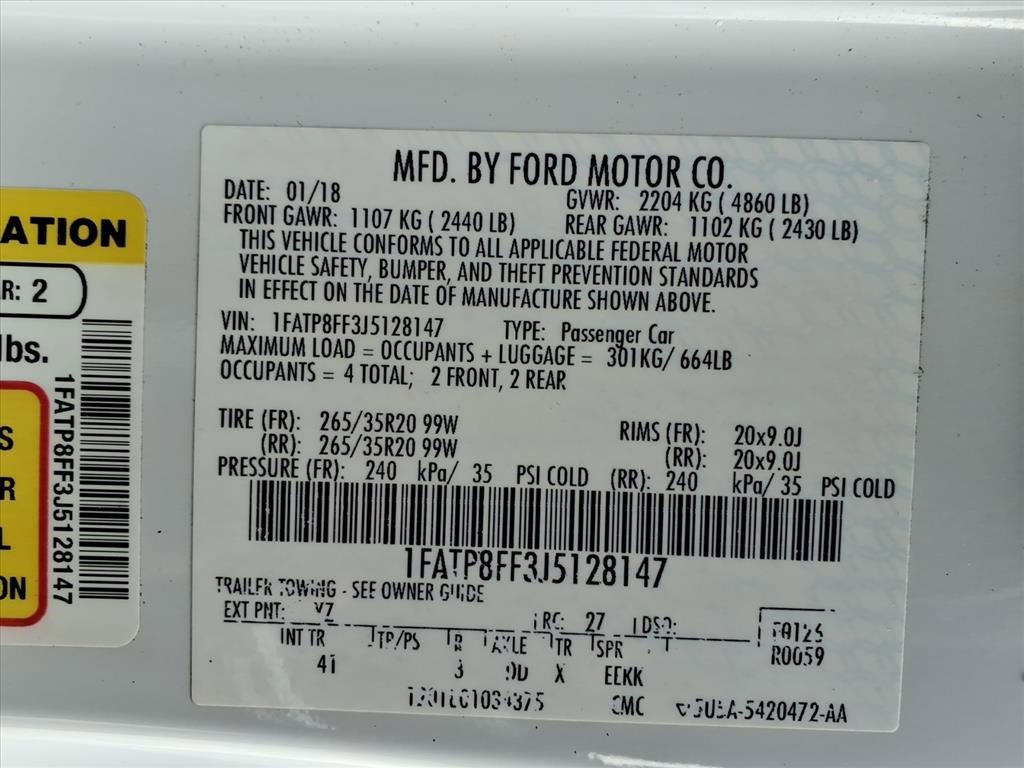 ATION
R: 2
lbs.
S
R
L
ON
1FATP8FF3J5128147
MFD. BY FORD MOTOR CO.
DATE: 01/18 GVWR: 2204 KG ( 4860 LB)
FRONT GAWR: 1107 KG ( 2440 LB) REAR GAWR: 1102 KG ( 2430 LB)
THIS VEHICLE CONFORMS TO ALL APPLICABLE FEDERAL MOTOR
VEHICLE SAFETY, BUMPER, AND THEFT PREVENTION STANDARDS
IN EFFECT ON THE DATE OF MANUFACTURE SHOWN ABOVE.
VIN: 1FATP8FF3J5128147 TYPE: Passenger Car
MAXIMUM LOAD = OCCUPANTS + LUGGAGE = 301KG/ 664LB
OCCUPANTS = 4 TOTAL; 2 FRONT, 2 REAR
TIRE (FR): 265/35R20 99W RIMS (FR): 20x9.0J
(RR): 265/35R20 99W (RR): 20x9.0J
PRESSURE (FR): 240 kPa/ 35 PSI COLD (RR): 240 kPa/ 35 PSI COLD
1FATP8FF3J5128147
TRAILER TOWING - SEE OWNER GUIDE
EXT PNT: YZ RC: 27 DSO:
INT TR TP/PS R AXLE TR SPR
41 3 X EEKK
R0059